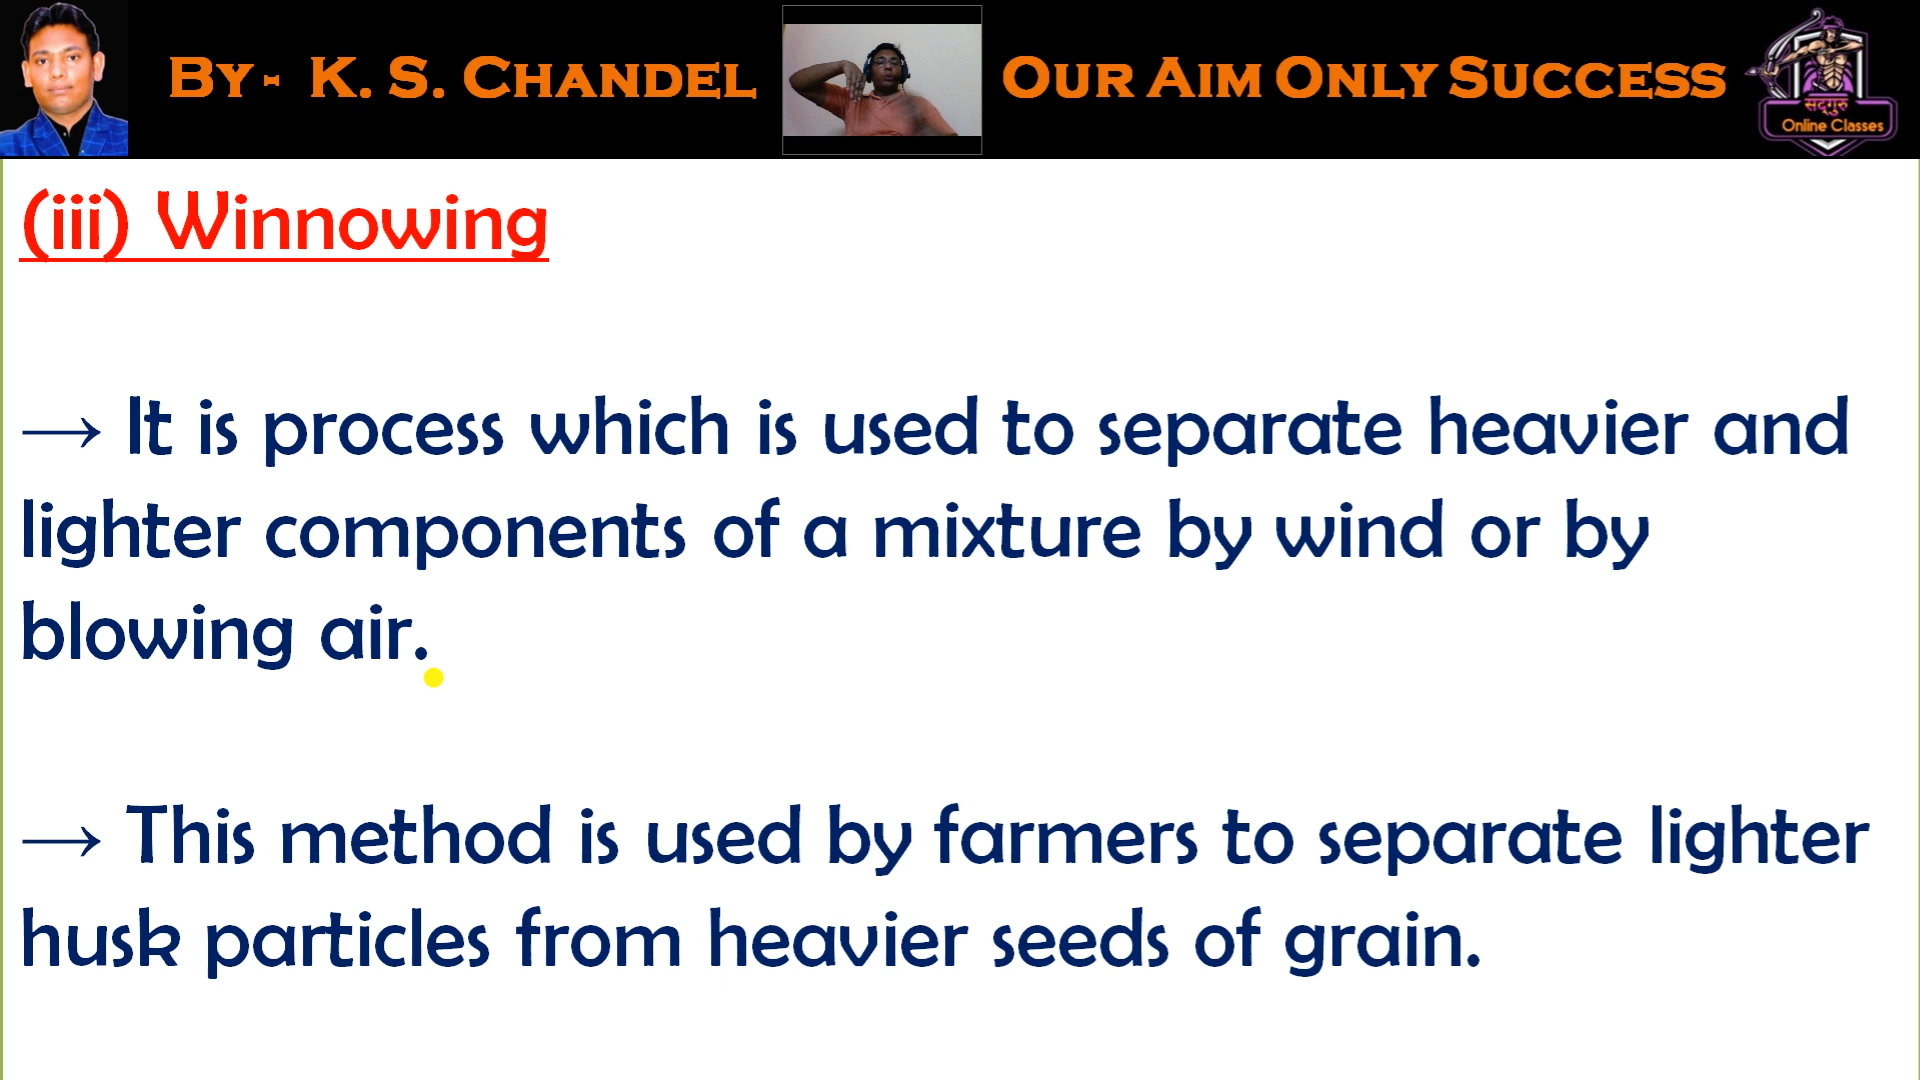 By - K. S. Chandel
Our Aim Only Success
सद्गुरु
Online Classes
(iii) Winnowing
→ It is process which is used to separate heavier and
lighter components of a mixture by wind or by
blowing air.
→ This method is used by farmers to separate lighter
husk particles from heavier seeds of grain.